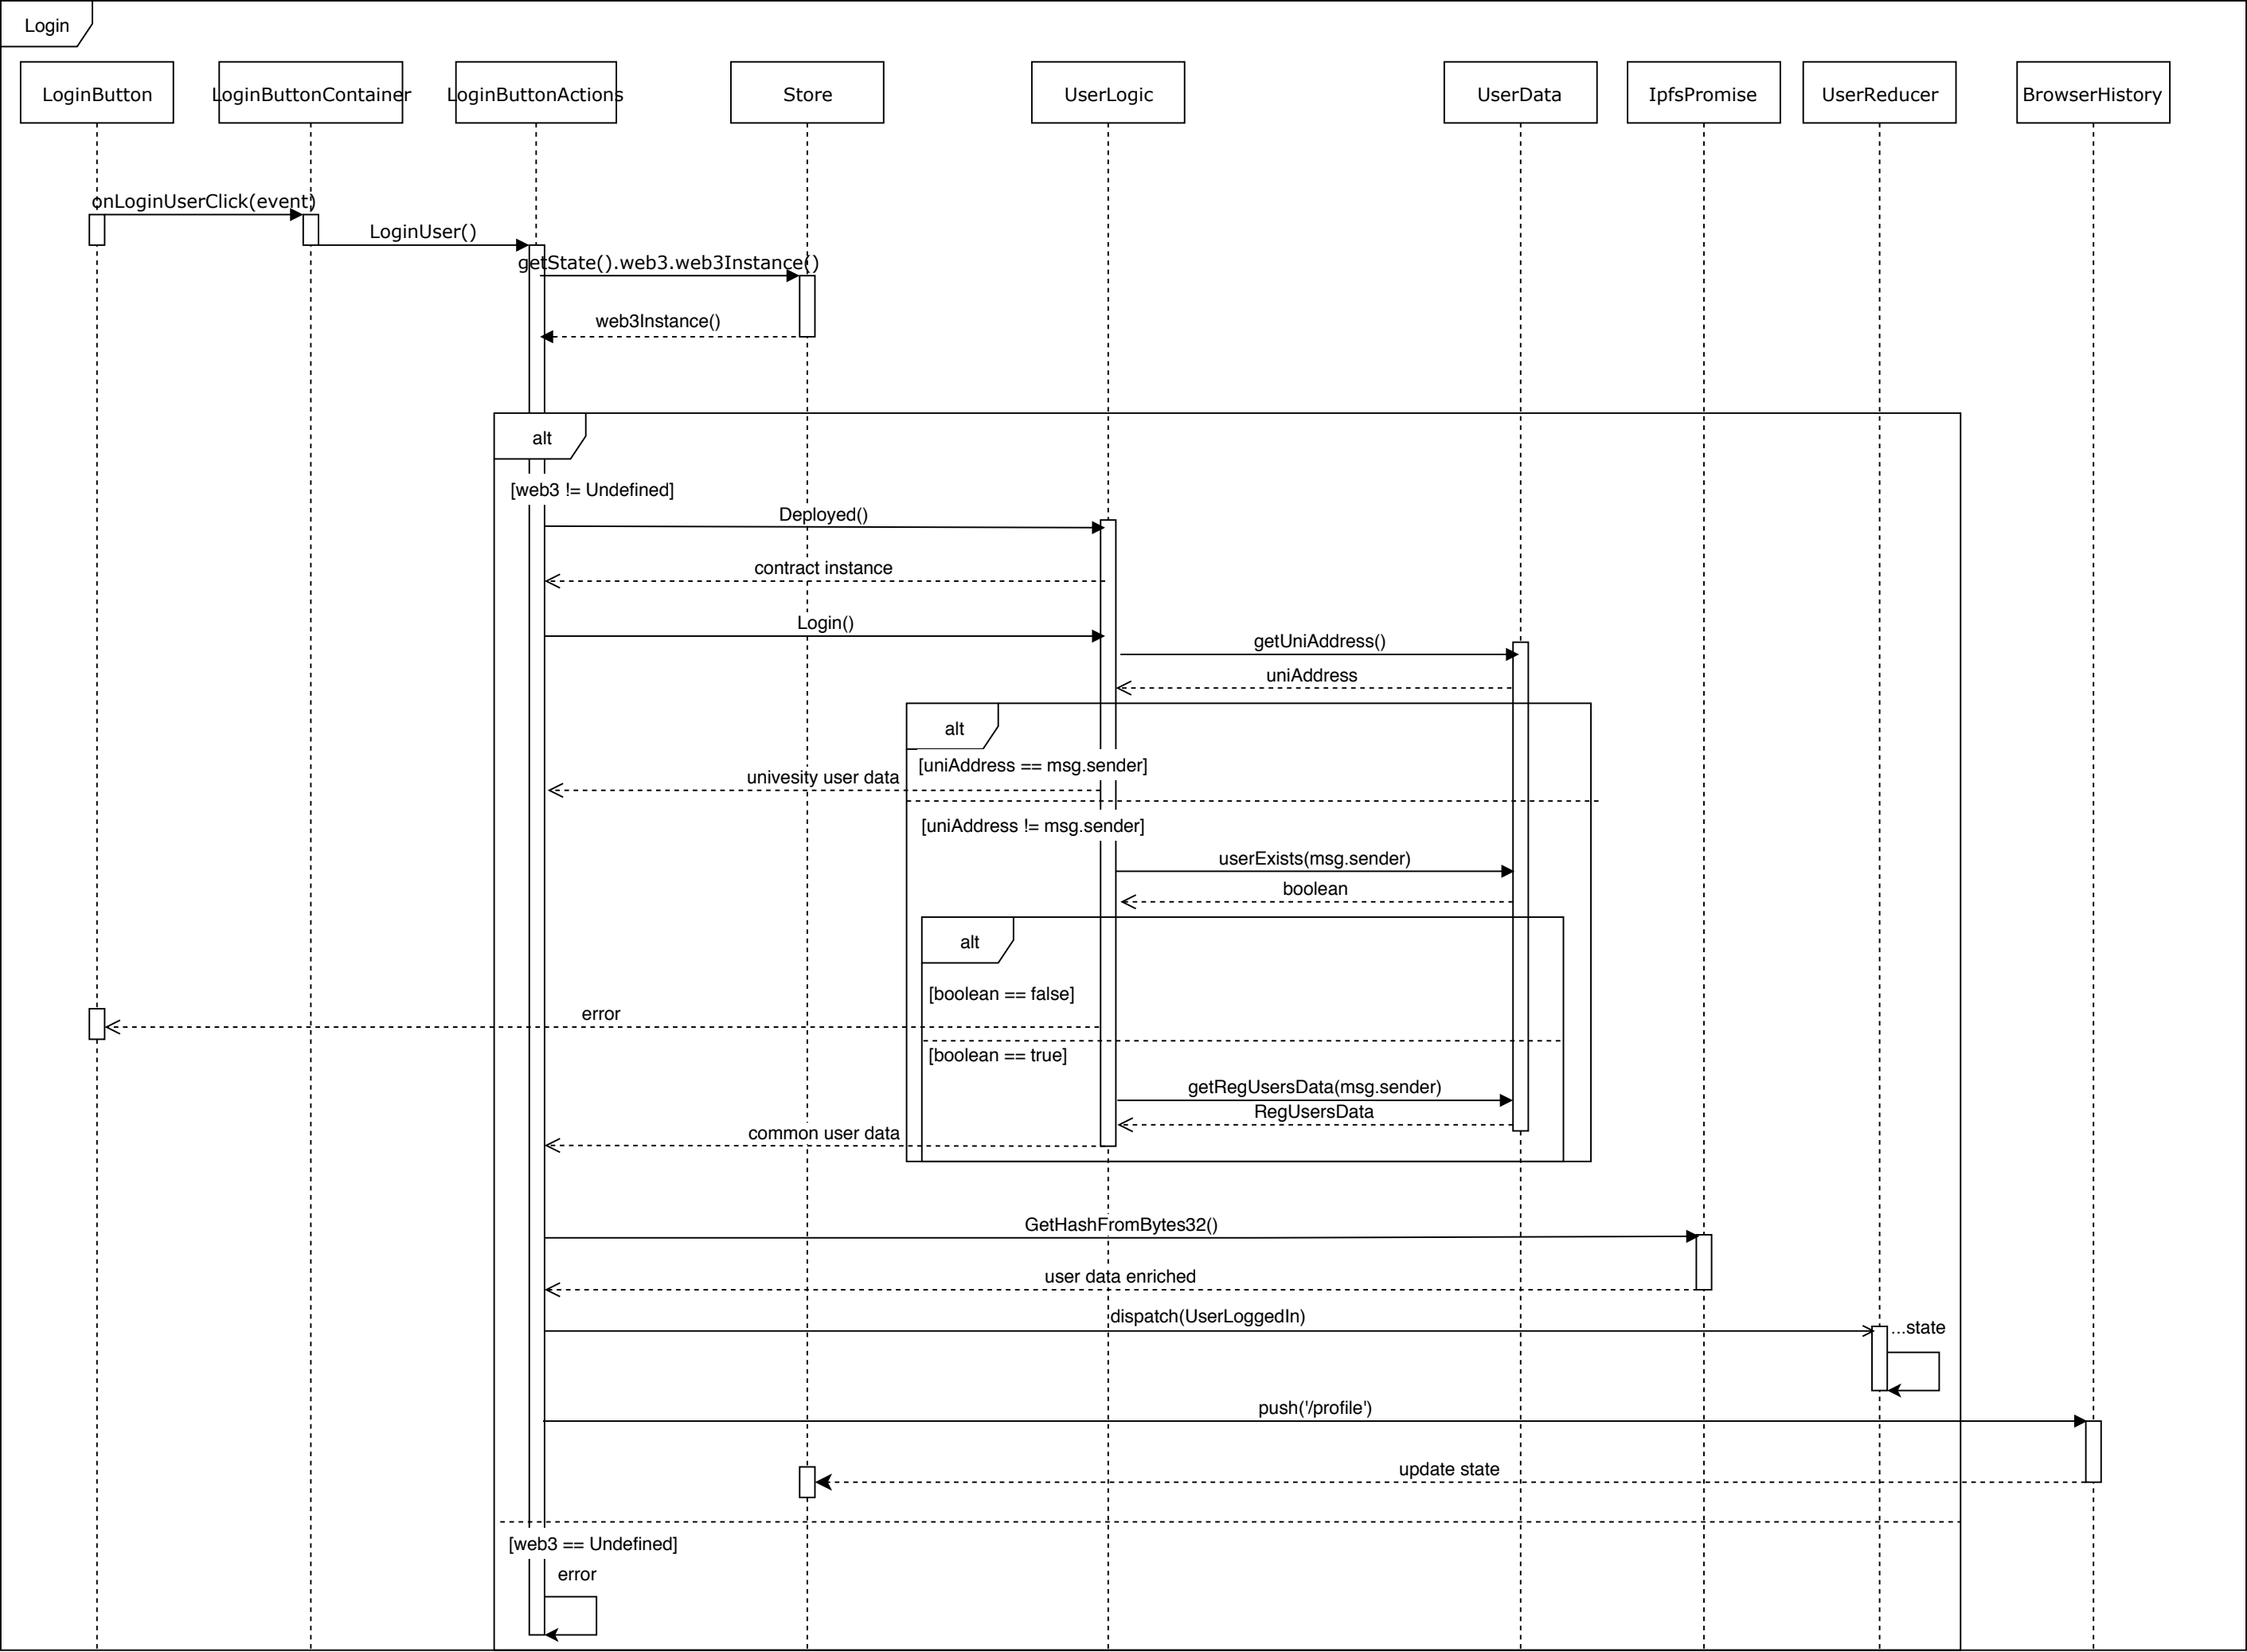 Login
LoginButton
LoginButtonContainer
LoginButtonActions
Store
UserLogic
UserData
IpfsPromise
UserReducer
BrowserHistory
onLoginUserClick(event)
LoginUser()
getState().web3.web3Instance()
web3Instance()
alt
[web3 != Undefined]
Deployed()
contract instance
Login()
getUniAddress()
uniAddress
alt
[uniAddress == msg.sender]
univesity user data
[uniAddress != msg.sender]
userExists(msg.sender)
boolean
alt
[boolean == false]
error
[boolean == true]
getRegUsersData(msg.sender)
RegUsersData
common user data
GetHashFromBytes32()
user data enriched
dispatch(UserLoggedIn)
...state
push('/profile')
update state
[web3 == Undefined]
error